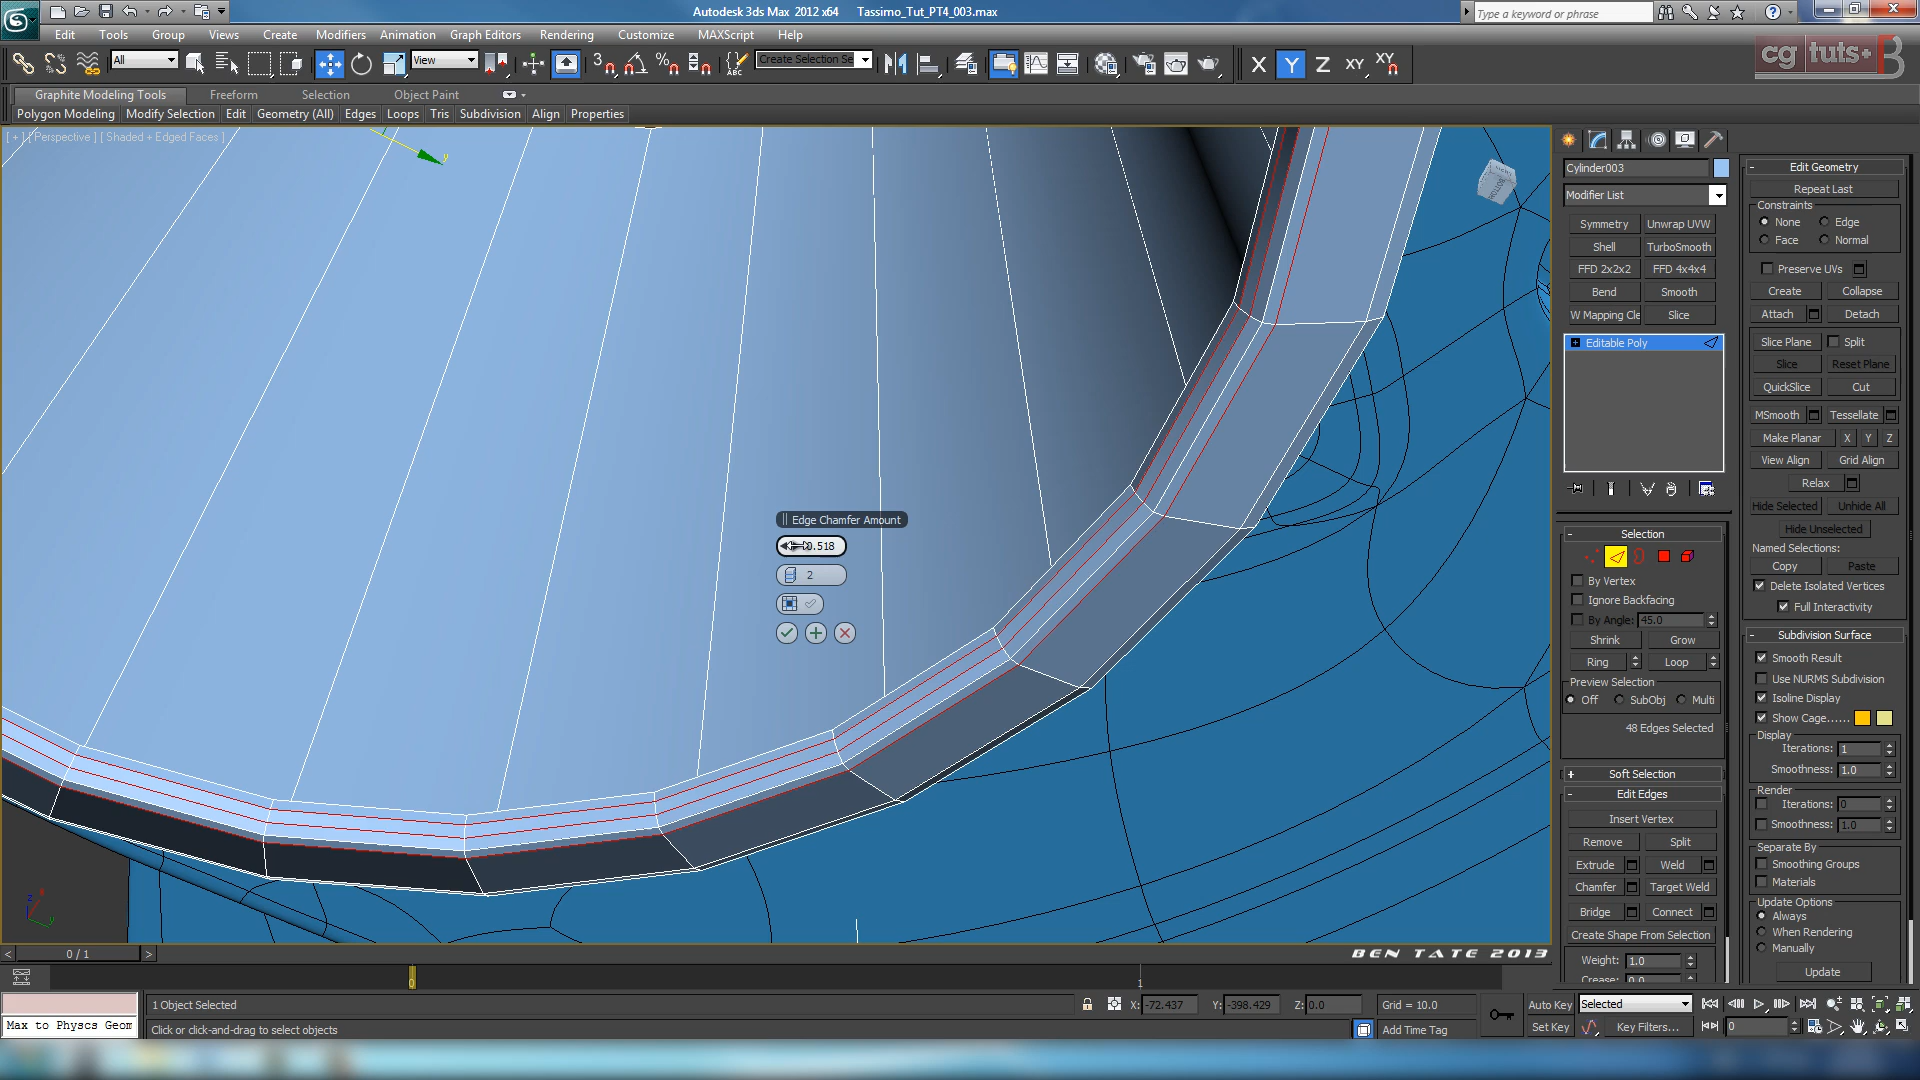 Autodesk 3ds Max 2012 x64 Tassimo_Tut_PT4_003.max
Type a keyword or phrase
Edit Tools Group Views Create Modifiers Animation Graph Editors Rendering Customize MAXScript Help
All View 3 ABC Create Selection Se X Y Z XY XY
cg tuts+
Graphite Modeling Tools Freeform Selection Object Paint
Polygon Modeling Modify Selection Edit Geometry (All) Edges Loops Tris Subdivision Align Properties
[ + ] [ Perspective ] [ Shaded + Edged Faces ]
y
Edge Chamfer Amount
0.518
2
Cylinder003
Modifier List
Symmetry Unwrap UVW
Shell TurboSmooth
FFD 2x2x2 FFD 4x4x4
Bend Smooth
W Mapping Cle Slice
Editable Poly
- Selection
By Vertex
Ignore Backfacing
By Angle: 45.0
Shrink Grow
Ring Loop
Preview Selection
Off SubObj Multi
48 Edges Selected
+ Soft Selection
- Edit Edges
Insert Vertex
Remove Split
Extrude Weld
Chamfer Target Weld
Bridge Connect
Create Shape From Selection
Weight: 1.0
Crease: 0.0
- Edit Geometry
Repeat Last
Constraints
None Edge
Face Normal
Preserve UVs
Create Collapse
Attach Detach
Slice Plane Split
Slice Reset Plane
QuickSlice Cut
MSmooth Tessellate
Make Planar X Y Z
View Align Grid Align
Relax
Hide Selected Unhide All
Hide Unselected
Named Selections:
Copy Paste
Delete Isolated Vertices
Full Interactivity
- Subdivision Surface
Smooth Result
Use NURMS Subdivision
Isoline Display
Show Cage......
Display
Iterations: 1
Smoothness: 1.0
Render
Iterations: 0
Smoothness: 1.0
Separate By
Smoothing Groups
Materials
Update Options
Always
When Rendering
Manually
Update
z y
BEN TATE 2013
< 0 / 1 >
0 1
1 Object Selected X: -72.437 Y: -398.429 Z: 0.0 Grid = 10.0 Auto Key Selected
Max to Physcs Geom Click or click-and-drag to select objects Add Time Tag Set Key Key Filters... 0